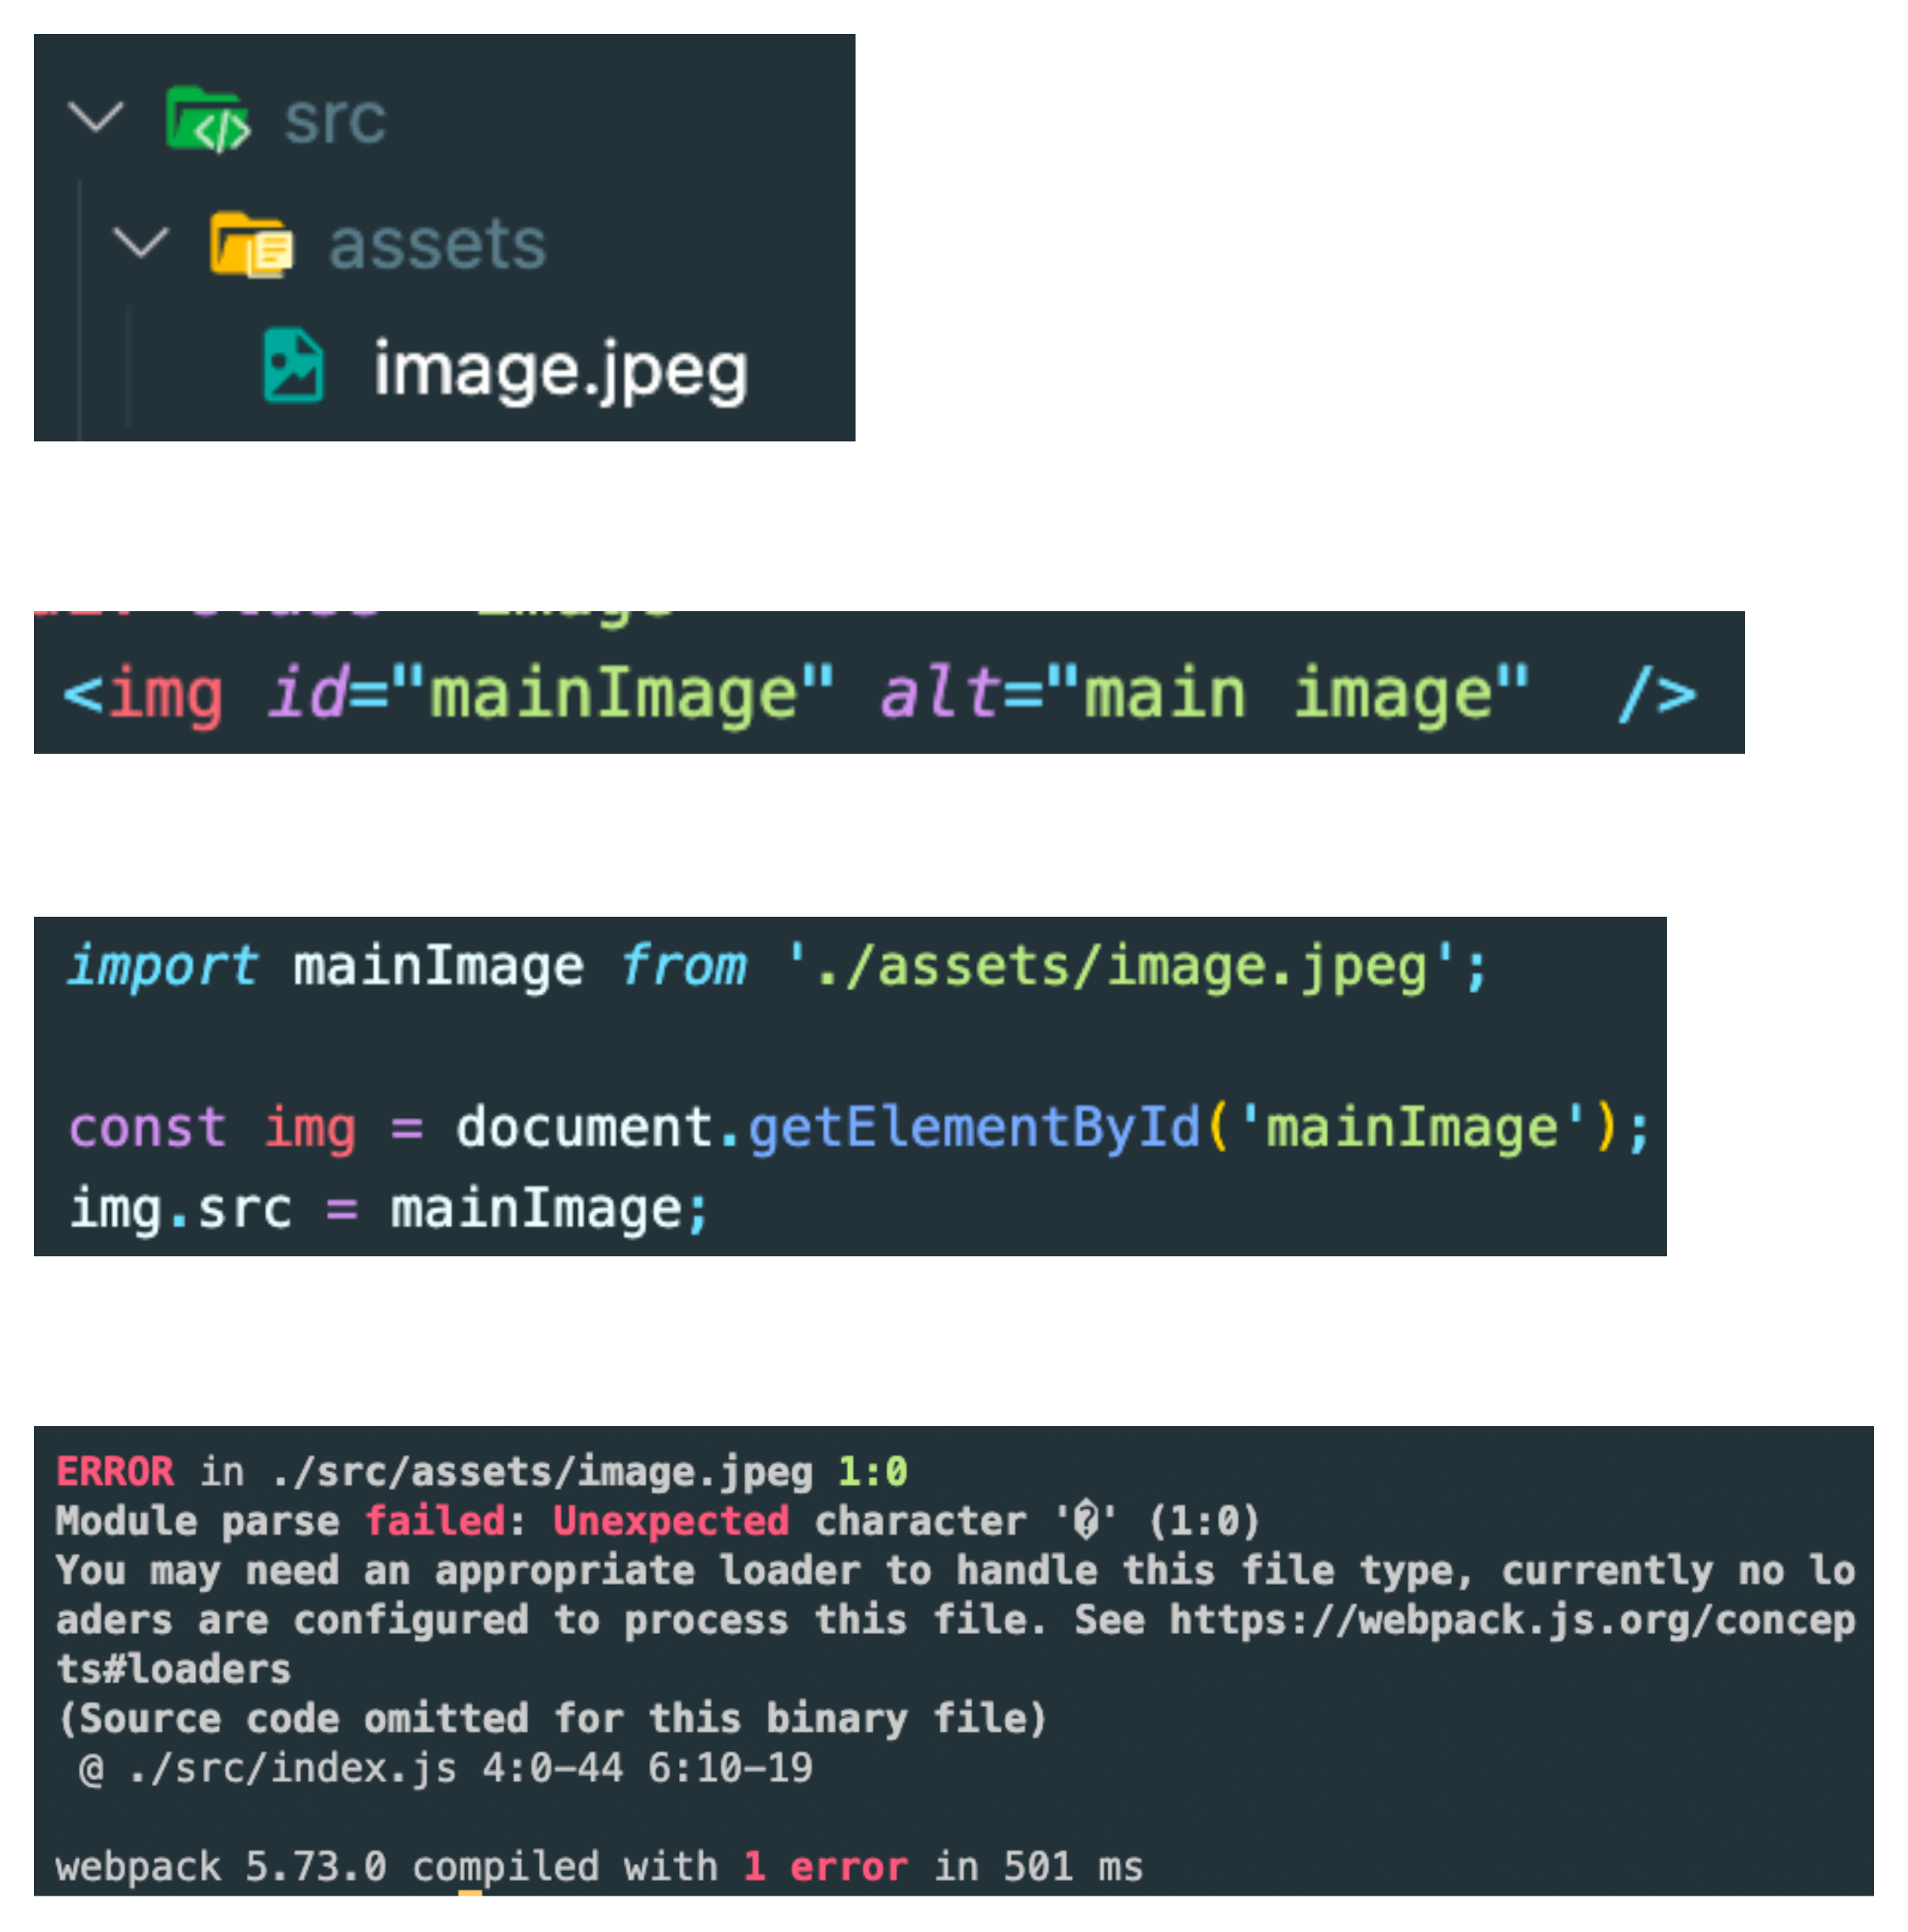 src
assets
image.jpeg
<img id="mainImage" alt="main image"  />
import mainImage from './assets/image.jpeg';
const img = document.getElementById('mainImage');
img.src = mainImage;
ERROR in ./src/assets/image.jpeg 1:0
Module parse failed: Unexpected character '�' (1:0)
You may need an appropriate loader to handle this file type, currently no lo
aders are configured to process this file. See https://webpack.js.org/concep
ts#loaders
(Source code omitted for this binary file)
 @ ./src/index.js 4:0-44 6:10-19
webpack 5.73.0 compiled with 1 error in 501 ms